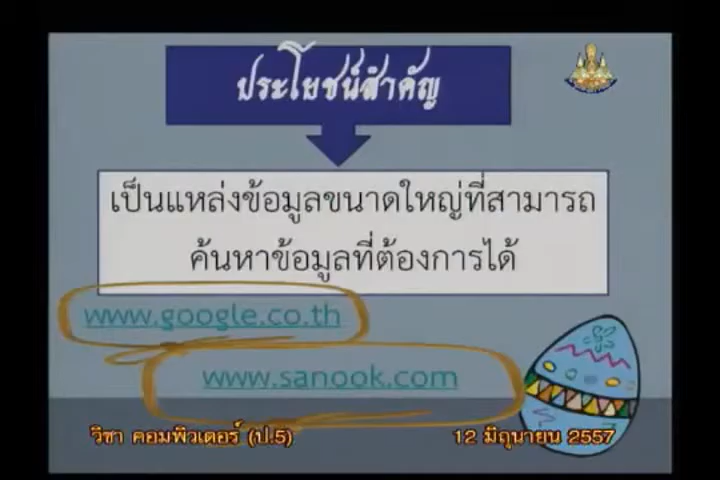 ประโยชน์สำคัญ
เป็นแหล่งข้อมูลขนาดใหญ่ที่สามารถ
ค้นหาข้อมูลที่ต้องการได้
www.google.co.th
www.sanook.com
วิชา คอมพิวเตอร์ (ป.5)
12 มิถุนายน 2557